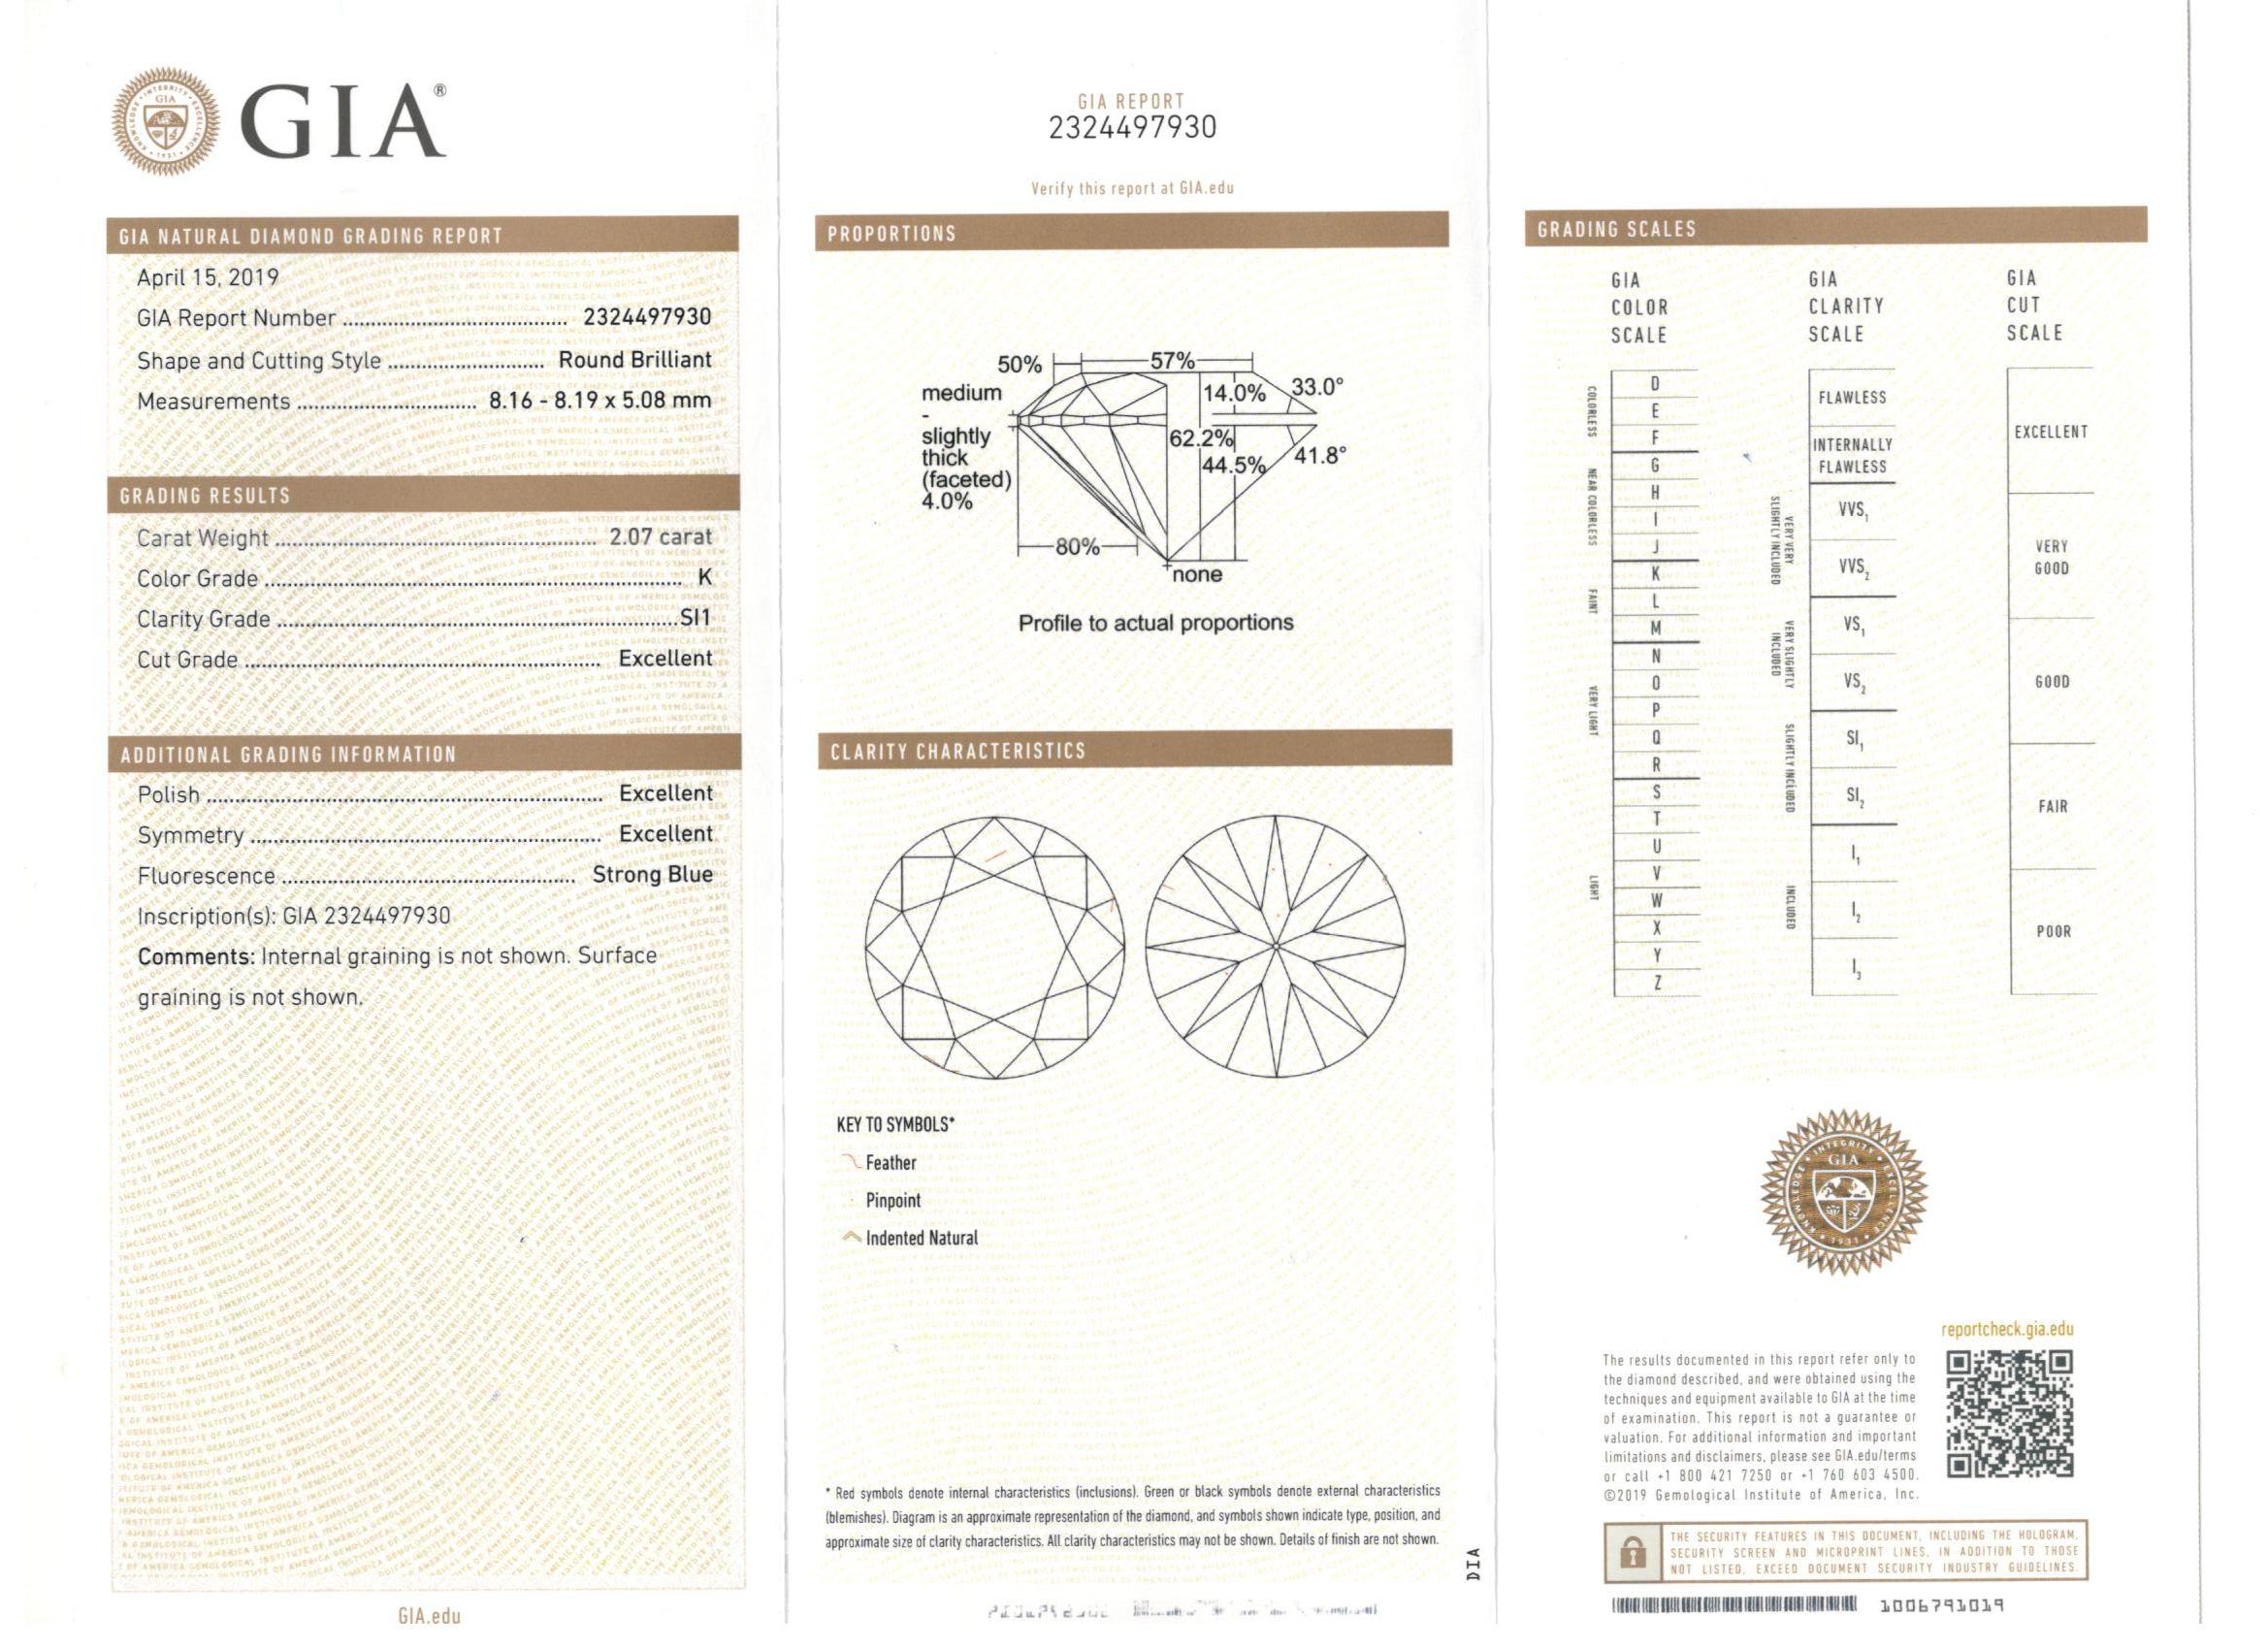 GIA®
GIA NATURAL DIAMOND GRADING REPORT
April 15, 2019
GIA Report Number .................................... 2324497930
Shape and Cutting Style ......................... Round Brilliant
Measurements ............................ 8.16 - 8.19 x 5.08 mm
GRADING RESULTS
Carat Weight .................................................... 2.07 carat
Color Grade .................................................................... K
Clarity Grade ................................................................ SI1
Cut Grade ......................................................... Excellent
ADDITIONAL GRADING INFORMATION
Polish ............................................................... Excellent
Symmetry ........................................................ Excellent
Fluorescence ............................................... Strong Blue
Inscription(s): GIA 2324497930
Comments: Internal graining is not shown. Surface
graining is not shown.
GIA.edu
GIA REPORT
2324497930
Verify this report at GIA.edu
PROPORTIONS
50%
57%
medium
-
slightly
thick
(faceted)
4.0%
14.0%
33.0°
62.2%
44.5%
41.8°
80%
none
Profile to actual proportions
CLARITY CHARACTERISTICS
KEY TO SYMBOLS*
Feather
Pinpoint
Indented Natural
* Red symbols denote internal characteristics (inclusions). Green or black symbols denote external characteristics
(blemishes). Diagram is an approximate representation of the diamond, and symbols shown indicate type, position, and
approximate size of clarity characteristics. All clarity characteristics may not be shown. Details of finish are not shown.
DIA
GRADING SCALES
GIA
COLOR
SCALE
COLORLESS
D
E
F
NEAR COLORLESS
G
H
I
J
FAINT
K
L
M
VERY LIGHT
N
O
P
Q
R
LIGHT
S
T
U
V
W
X
Y
Z
GIA
CLARITY
SCALE
FLAWLESS
INTERNALLY
FLAWLESS
VERY VERY
SLIGHTLY INCLUDED
VVS1
VVS2
VERY SLIGHTLY
INCLUDED
VS1
VS2
SLIGHTLY INCLUDED
SI1
SI2
INCLUDED
I1
I2
I3
GIA
CUT
SCALE
EXCELLENT
VERY
GOOD
GOOD
FAIR
POOR
GIA
reportcheck.gia.edu
The results documented in this report refer only to
the diamond described, and were obtained using the
techniques and equipment available to GIA at the time
of examination. This report is not a guarantee or
valuation. For additional information and important
limitations and disclaimers, please see GIA.edu/terms
or call +1 800 421 7250 or +1 760 603 4500.
©2019 Gemological Institute of America, Inc.
THE SECURITY FEATURES IN THIS DOCUMENT, INCLUDING THE HOLOGRAM,
SECURITY SCREEN AND MICROPRINT LINES, IN ADDITION TO THOSE
NOT LISTED, EXCEED DOCUMENT SECURITY INDUSTRY GUIDELINES.
1006791019